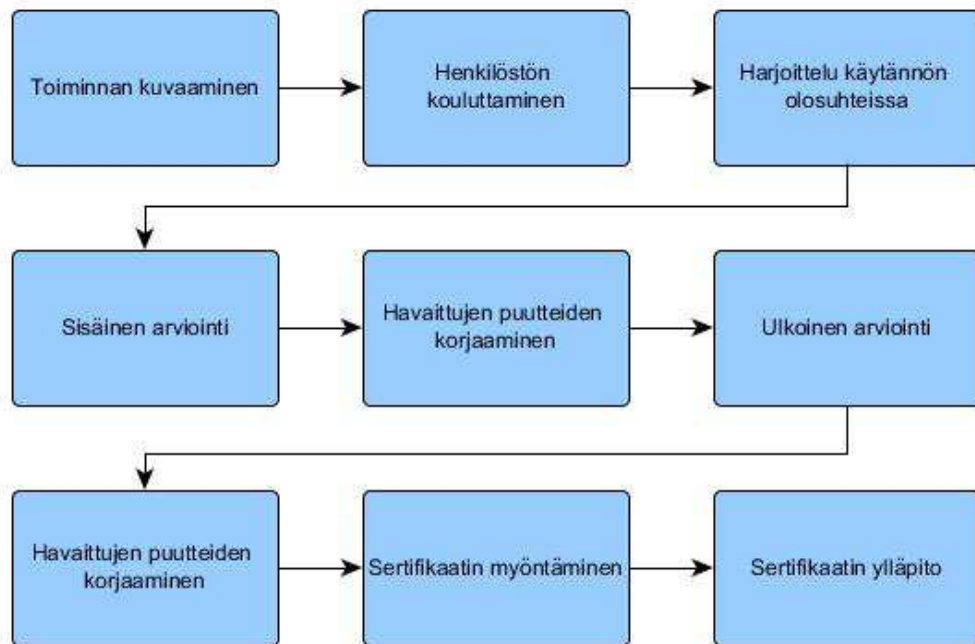 Toiminnan kuvaaminen
Henkilöstön
kouluttaminen
Harjoittelu käytännön
olosuhteissa
Sisäinen arviointi
Havaittujen puutteiden
korjaaminen
Ulkoinen arviointi
Havaittujen puutteiden
korjaaminen
Sertifikaatin myöntäminen
Sertifikaatin ylläpito